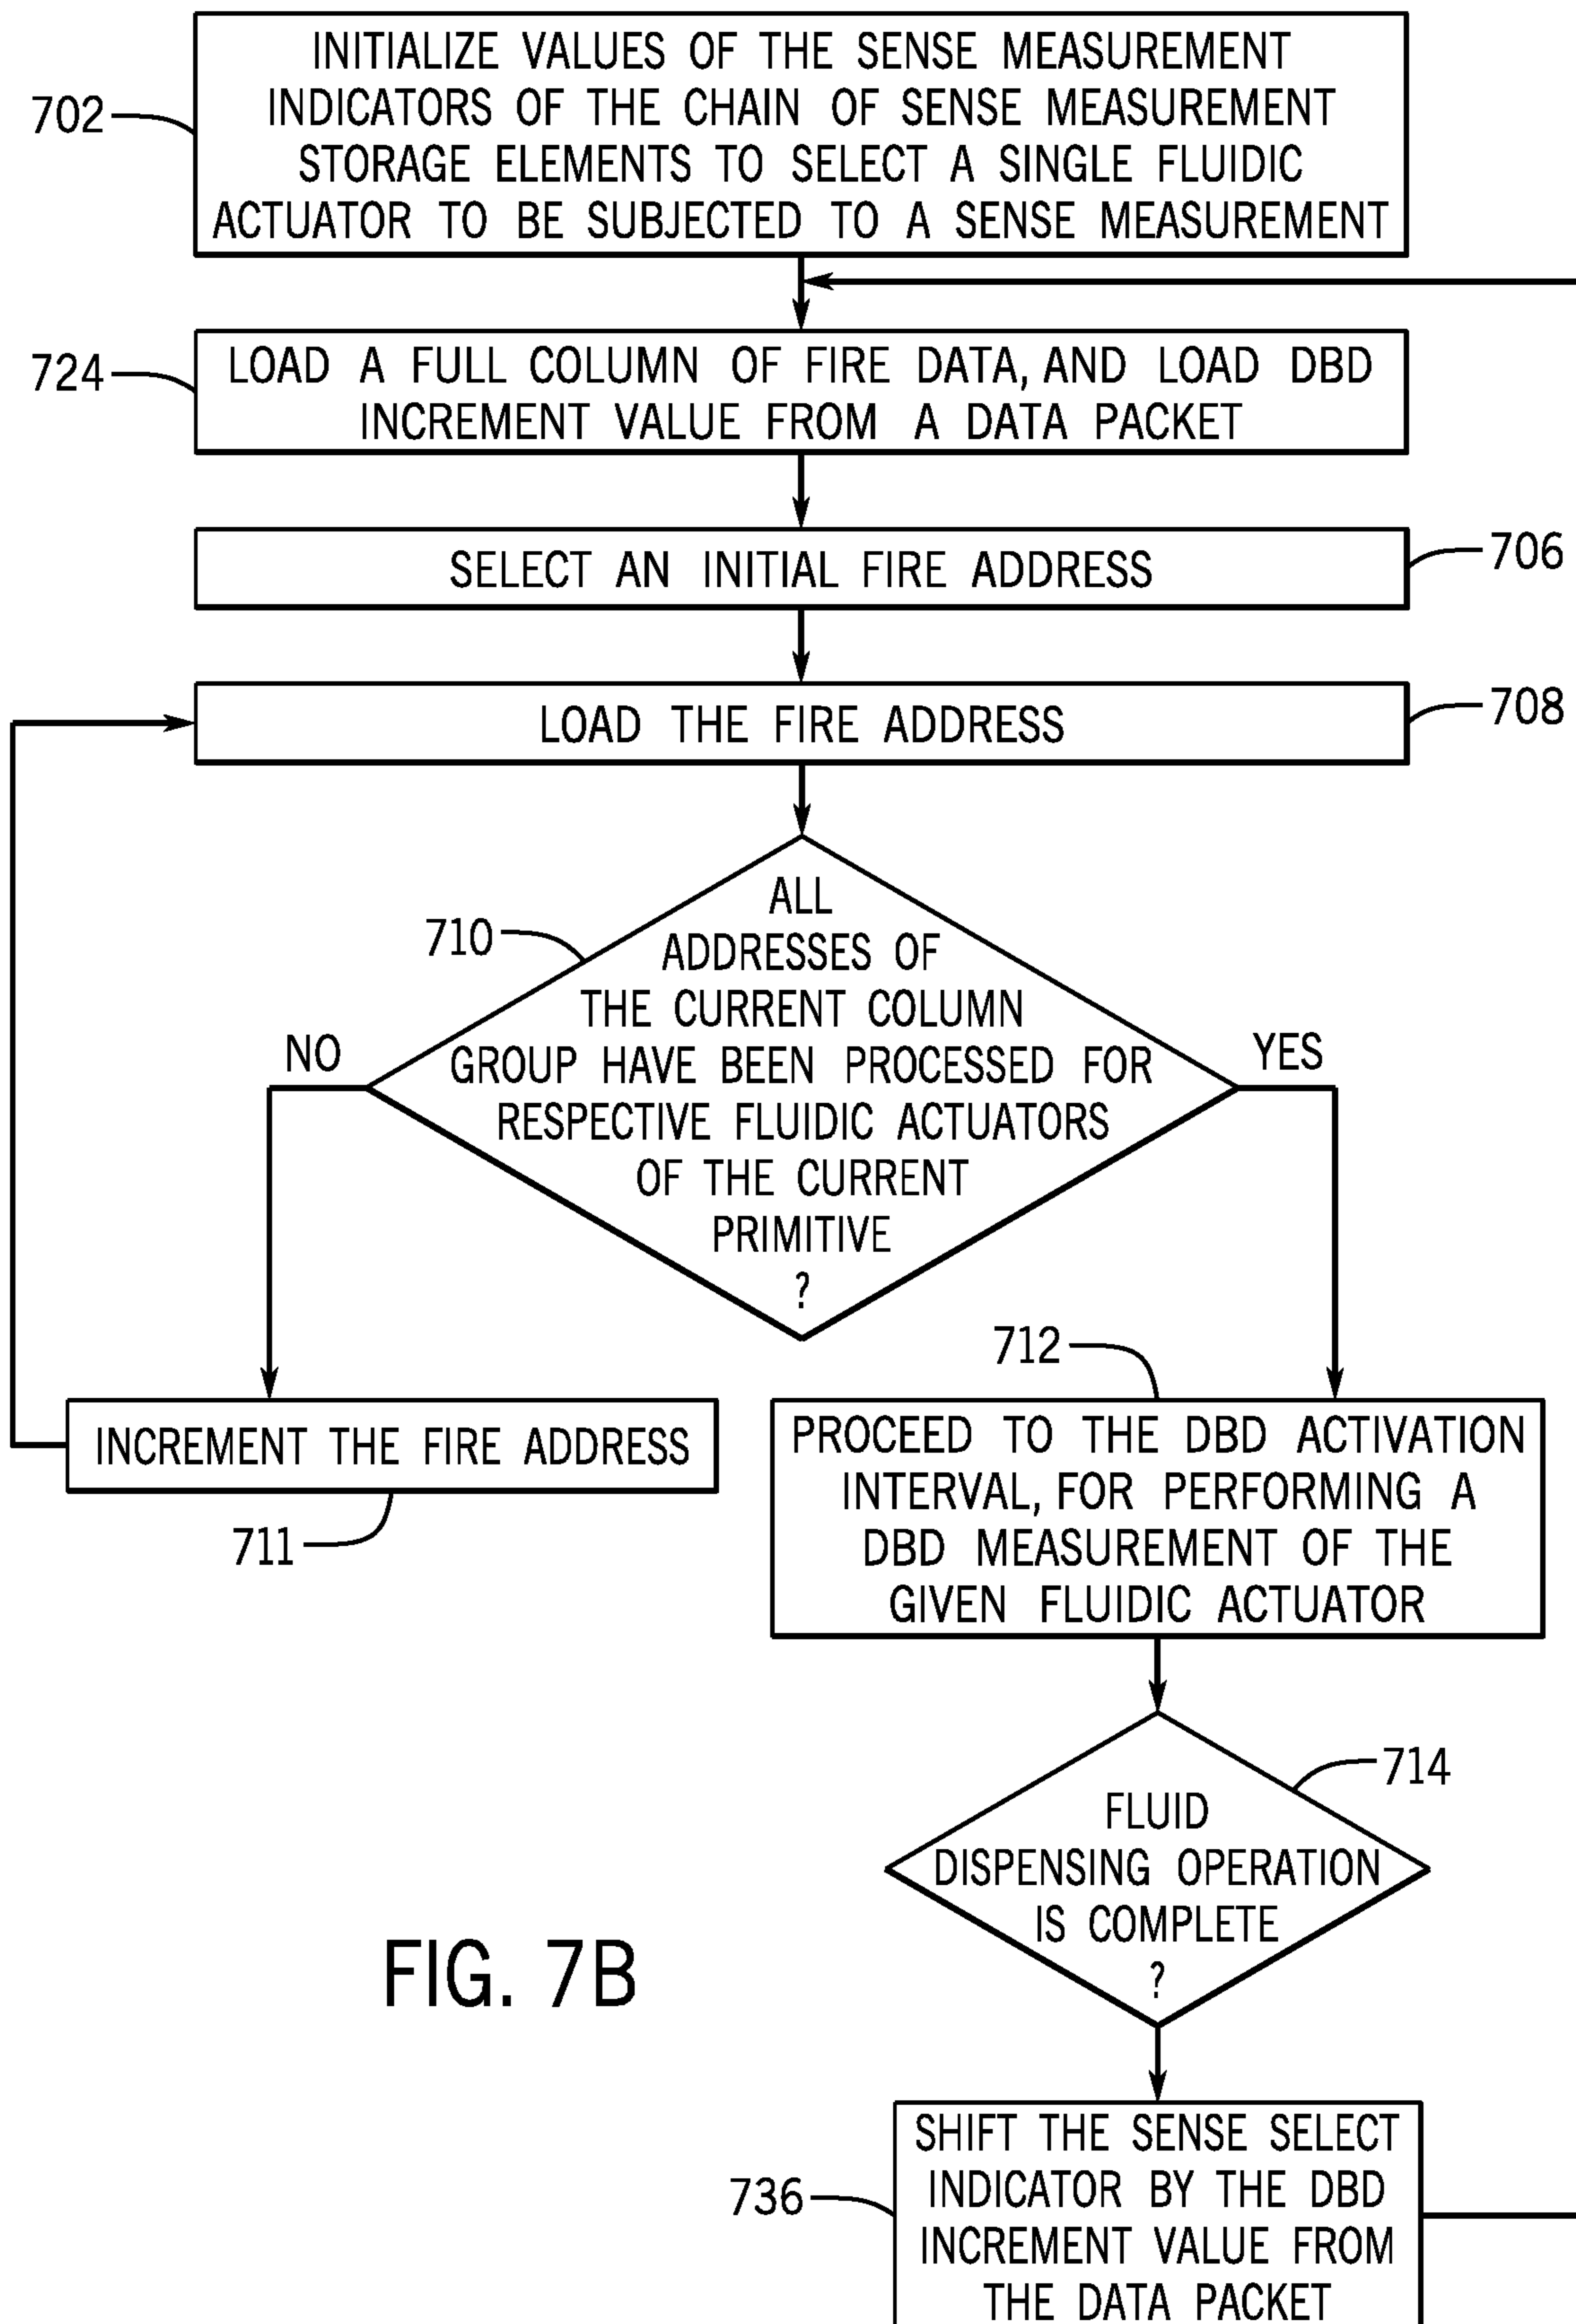 INITIALIZE VALUES OF THE SENSE MEASUREMENT
INDICATORS OF THE CHAIN OF SENSE MEASUREMENT
STORAGE ELEMENTS TO SELECT A SINGLE FLUIDIC
ACTUATOR TO BE SUBJECTED TO A SENSE MEASUREMENT
702
LOAD A FULL COLUMN OF FIRE DATA, AND LOAD DBD
INCREMENT VALUE FROM A DATA PACKET
724
SELECT AN INITIAL FIRE ADDRESS
706
LOAD THE FIRE ADDRESS
708
ALL
ADDRESSES OF
THE CURRENT COLUMN
GROUP HAVE BEEN PROCESSED FOR
RESPECTIVE FLUIDIC ACTUATORS
OF THE CURRENT
PRIMITIVE
?
710
NO
YES
INCREMENT THE FIRE ADDRESS
711
712
PROCEED TO THE DBD ACTIVATION
INTERVAL, FOR PERFORMING A
DBD MEASUREMENT OF THE
GIVEN FLUIDIC ACTUATOR
714
FLUID
DISPENSING OPERATION
IS COMPLETE
?
FIG. 7B
736
SHIFT THE SENSE SELECT
INDICATOR BY THE DBD
INCREMENT VALUE FROM
THE DATA PACKET